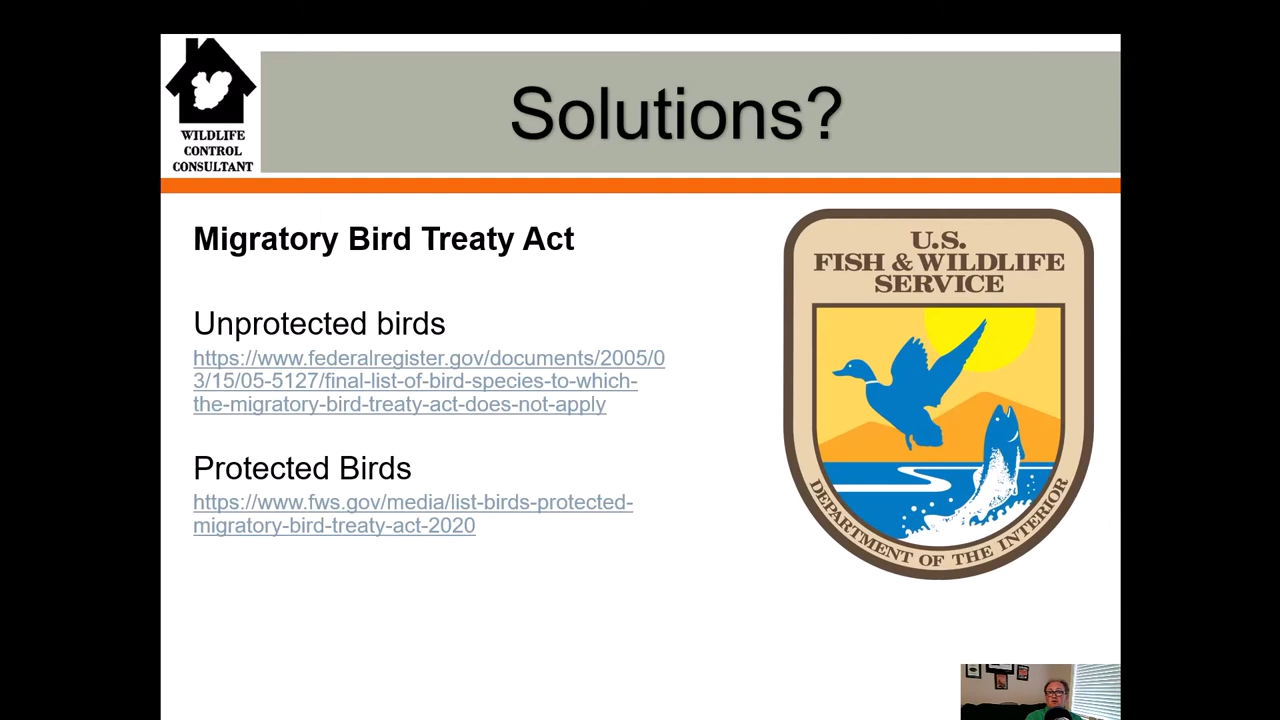 WILDLIFE
CONTROL
CONSULTANT
Solutions?
Migratory Bird Treaty Act
Unprotected birds
https://www.federalregister.gov/documents/2005/0
3/15/05-5127/final-list-of-bird-species-to-which-
the-migratory-bird-treaty-act-does-not-apply
Protected Birds
https://www.fws.gov/media/list-birds-protected-
migratory-bird-treaty-act-2020
U.S.
FISH & WILDLIFE
SERVICE
DEPARTMENT OF THE INTERIOR